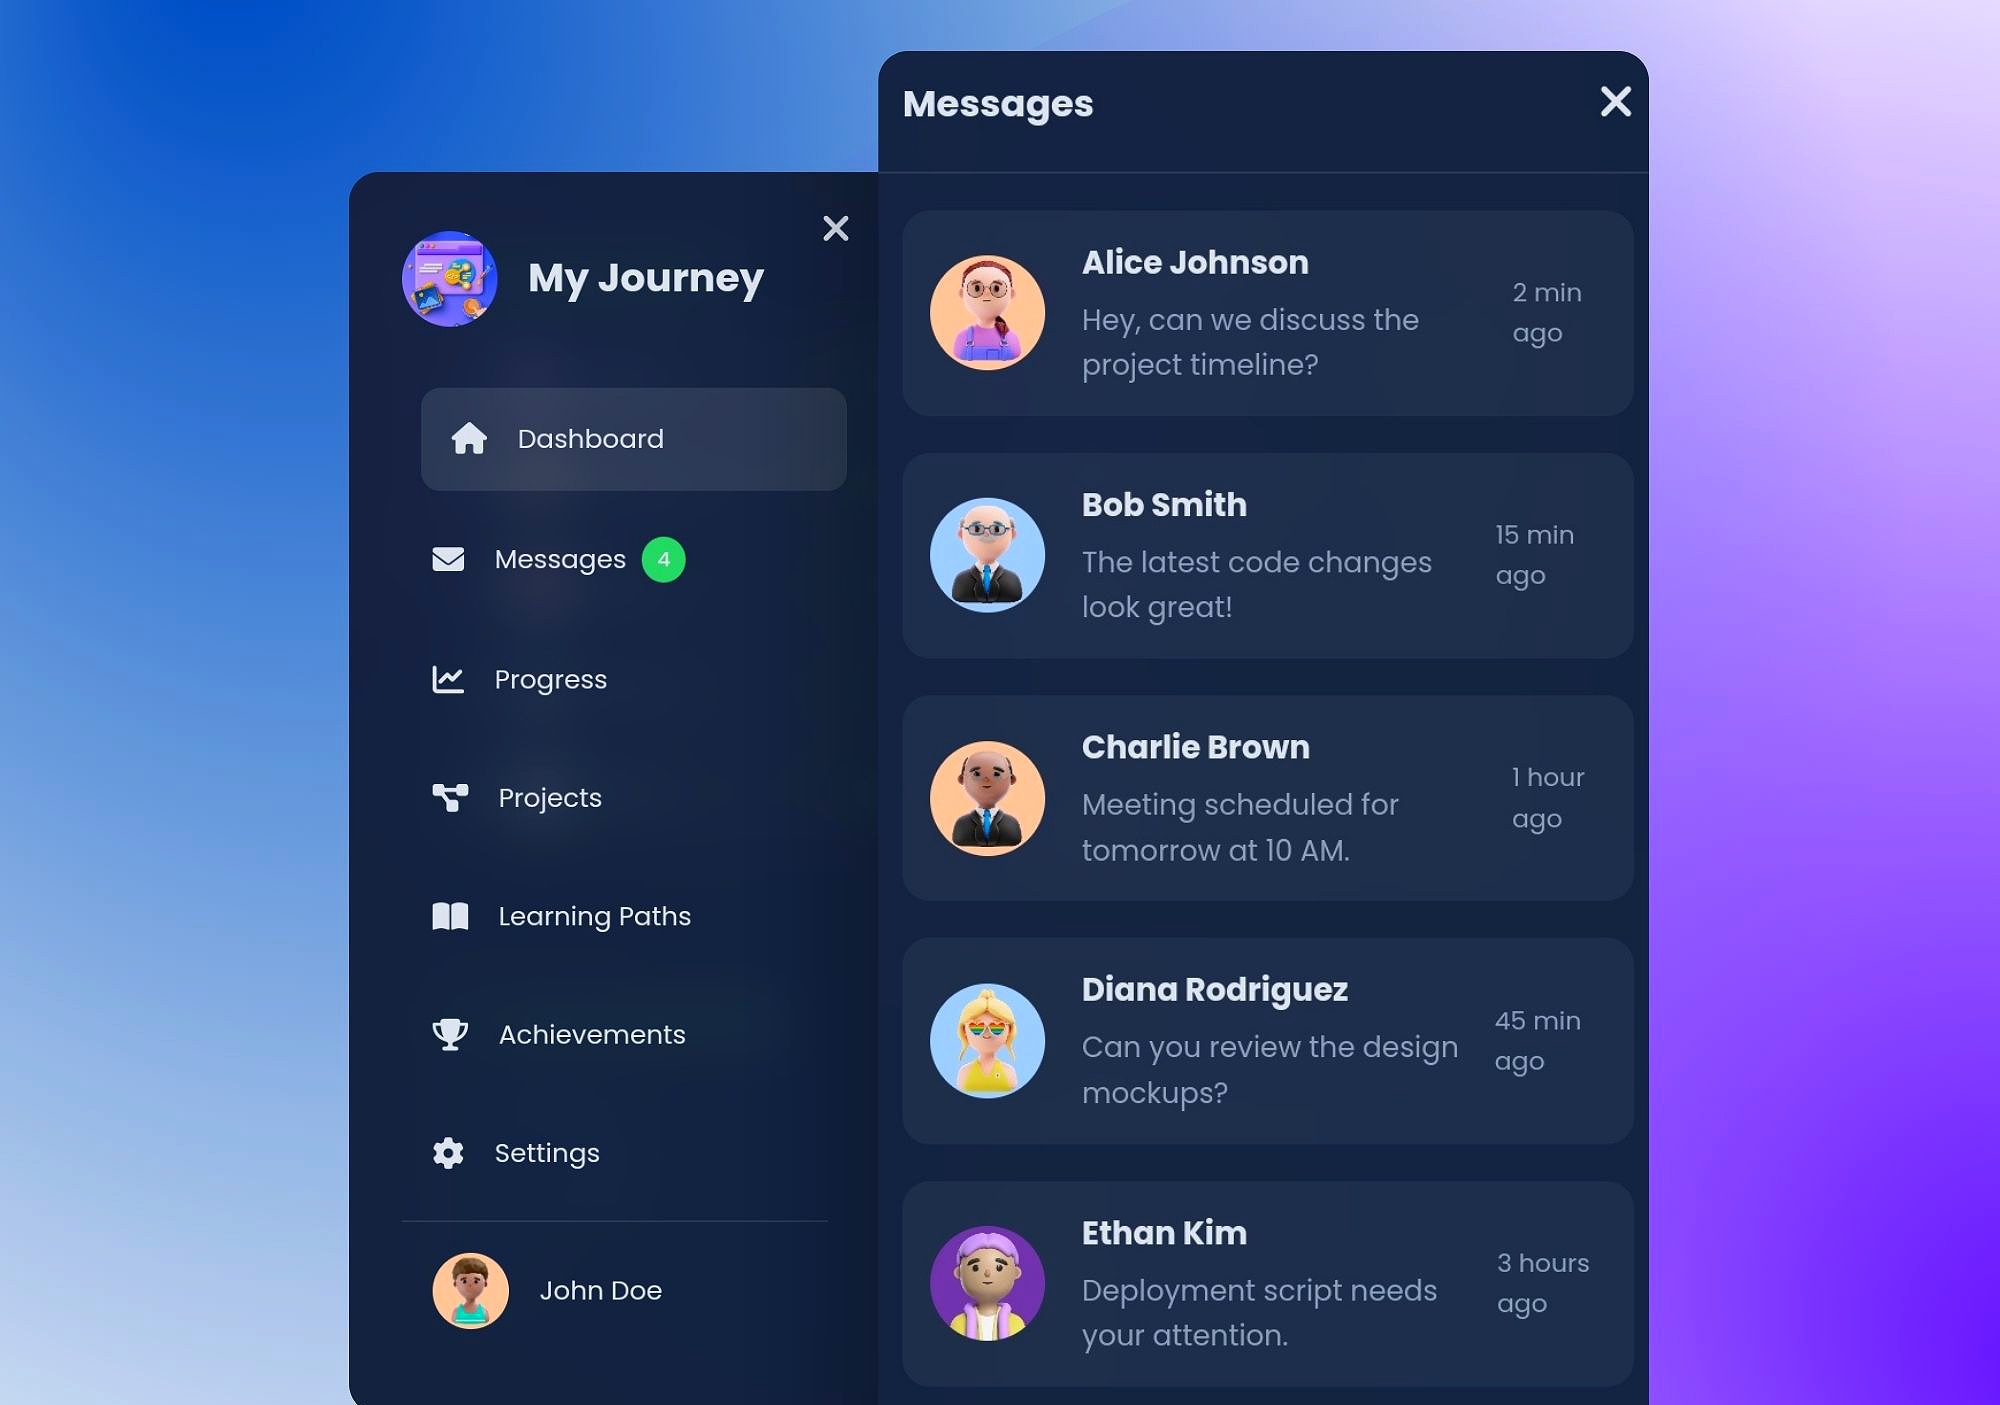 My Journey
Dashboard
Messages 4
Progress
Projects
Learning Paths
Achievements
Settings
John Doe
Messages
Alice Johnson
Hey, can we discuss the
project timeline?
2 min
ago
Bob Smith
The latest code changes
look great!
15 min
ago
Charlie Brown
Meeting scheduled for
tomorrow at 10 AM.
1 hour
ago
Diana Rodriguez
Can you review the design
mockups?
45 min
ago
Ethan Kim
Deployment script needs
your attention.
3 hours
ago